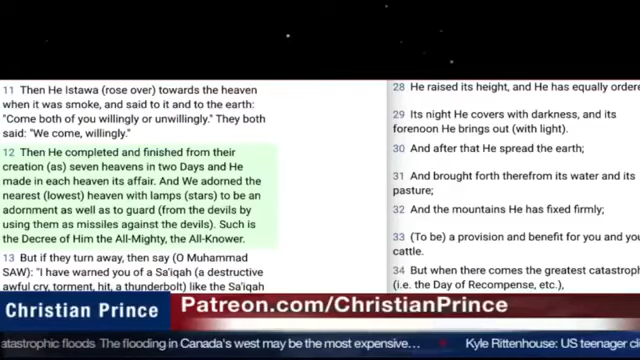 11 Then He Istawa (rose over) towards the heaven
when it was smoke, and said to it and to the earth:
"Come both of you willingly or unwillingly." They both
said: "We come, willingly."
12 Then He completed and finished from their
creation (as) seven heavens in two Days and He
made in each heaven its affair. And We adorned the
nearest (lowest) heaven with lamps (stars) to be an
adornment as well as to guard (from the devils by
using them as missiles against the devils). Such is
the Decree of Him the All-Mighty, the All-Knower.
13 But if they turn away, then say (O Muhammad
SAW): "I have warned you of a Sa'iqah (a destructive
awful cry, torment, hit, a thunderbolt) like the Sa'iqah
28 He raised its height, and He has equally ordere
29 Its night He covers with darkness, and its
forenoon He brings out (with light).
30 And after that He spread the earth;
31 And brought forth therefrom its water and its
pasture;
32 And the mountains He has fixed firmly;
33 (To be) a provision and benefit for you and you
cattle.
34 But when there comes the greatest catastroph
(i.e. the Day of Recompense, etc.),
Christian Prince
Patreon.com/ChristianPrince
atastrophic floods The flooding in Canada's west may be the most expensive...
Kyle Rittenhouse: US teenager cl